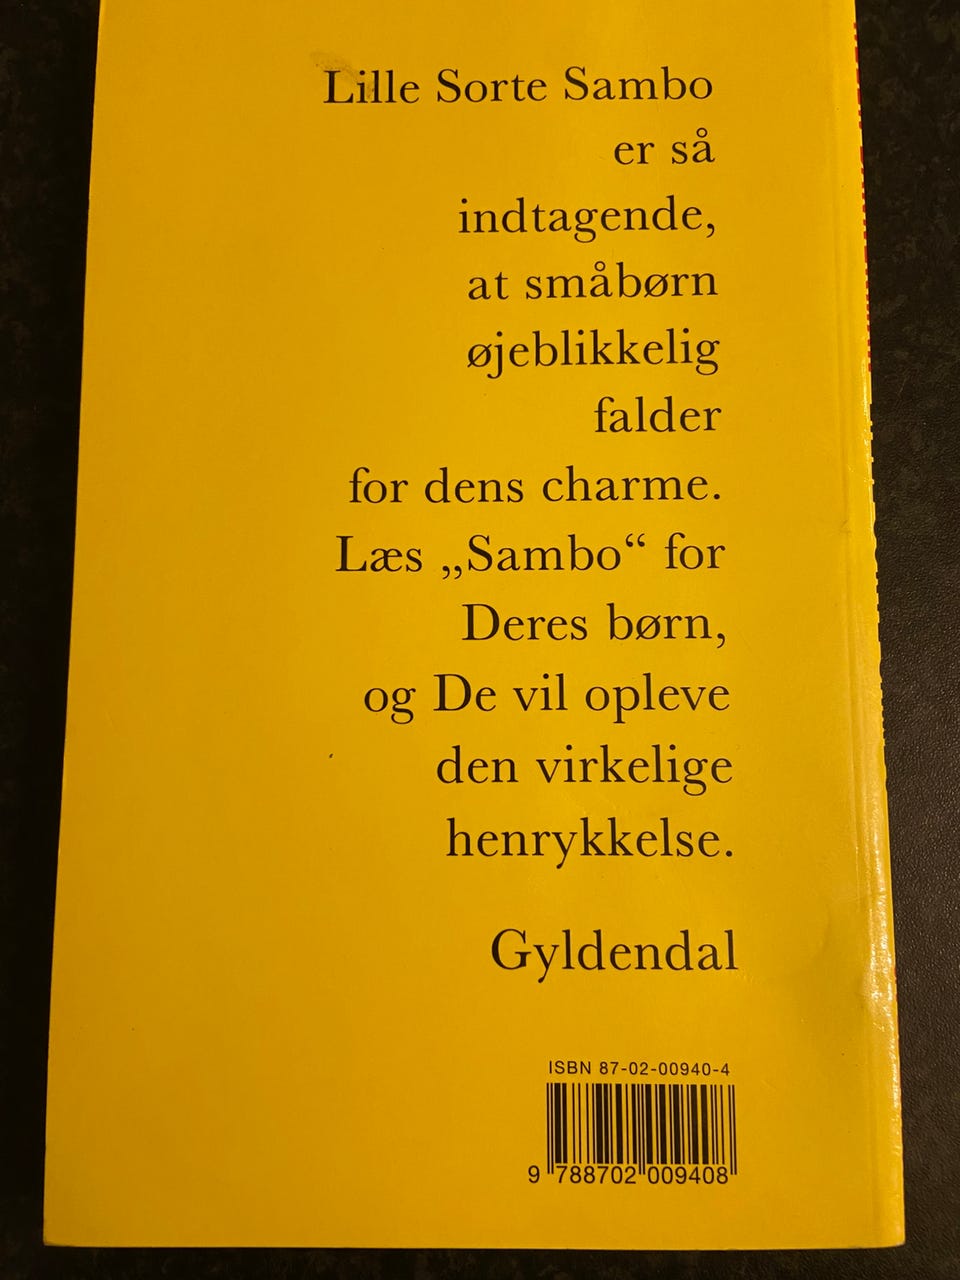 Lille Sorte Sambo
er så
indtagende,
at småbørn
øjeblikkelig
falder
for dens charme.
Læs „Sambo“ for
Deres børn,
og De vil opleve
den virkelige
henrykkelse.
Gyldendal
ISBN 87-02-00940-4
9 788702 009408